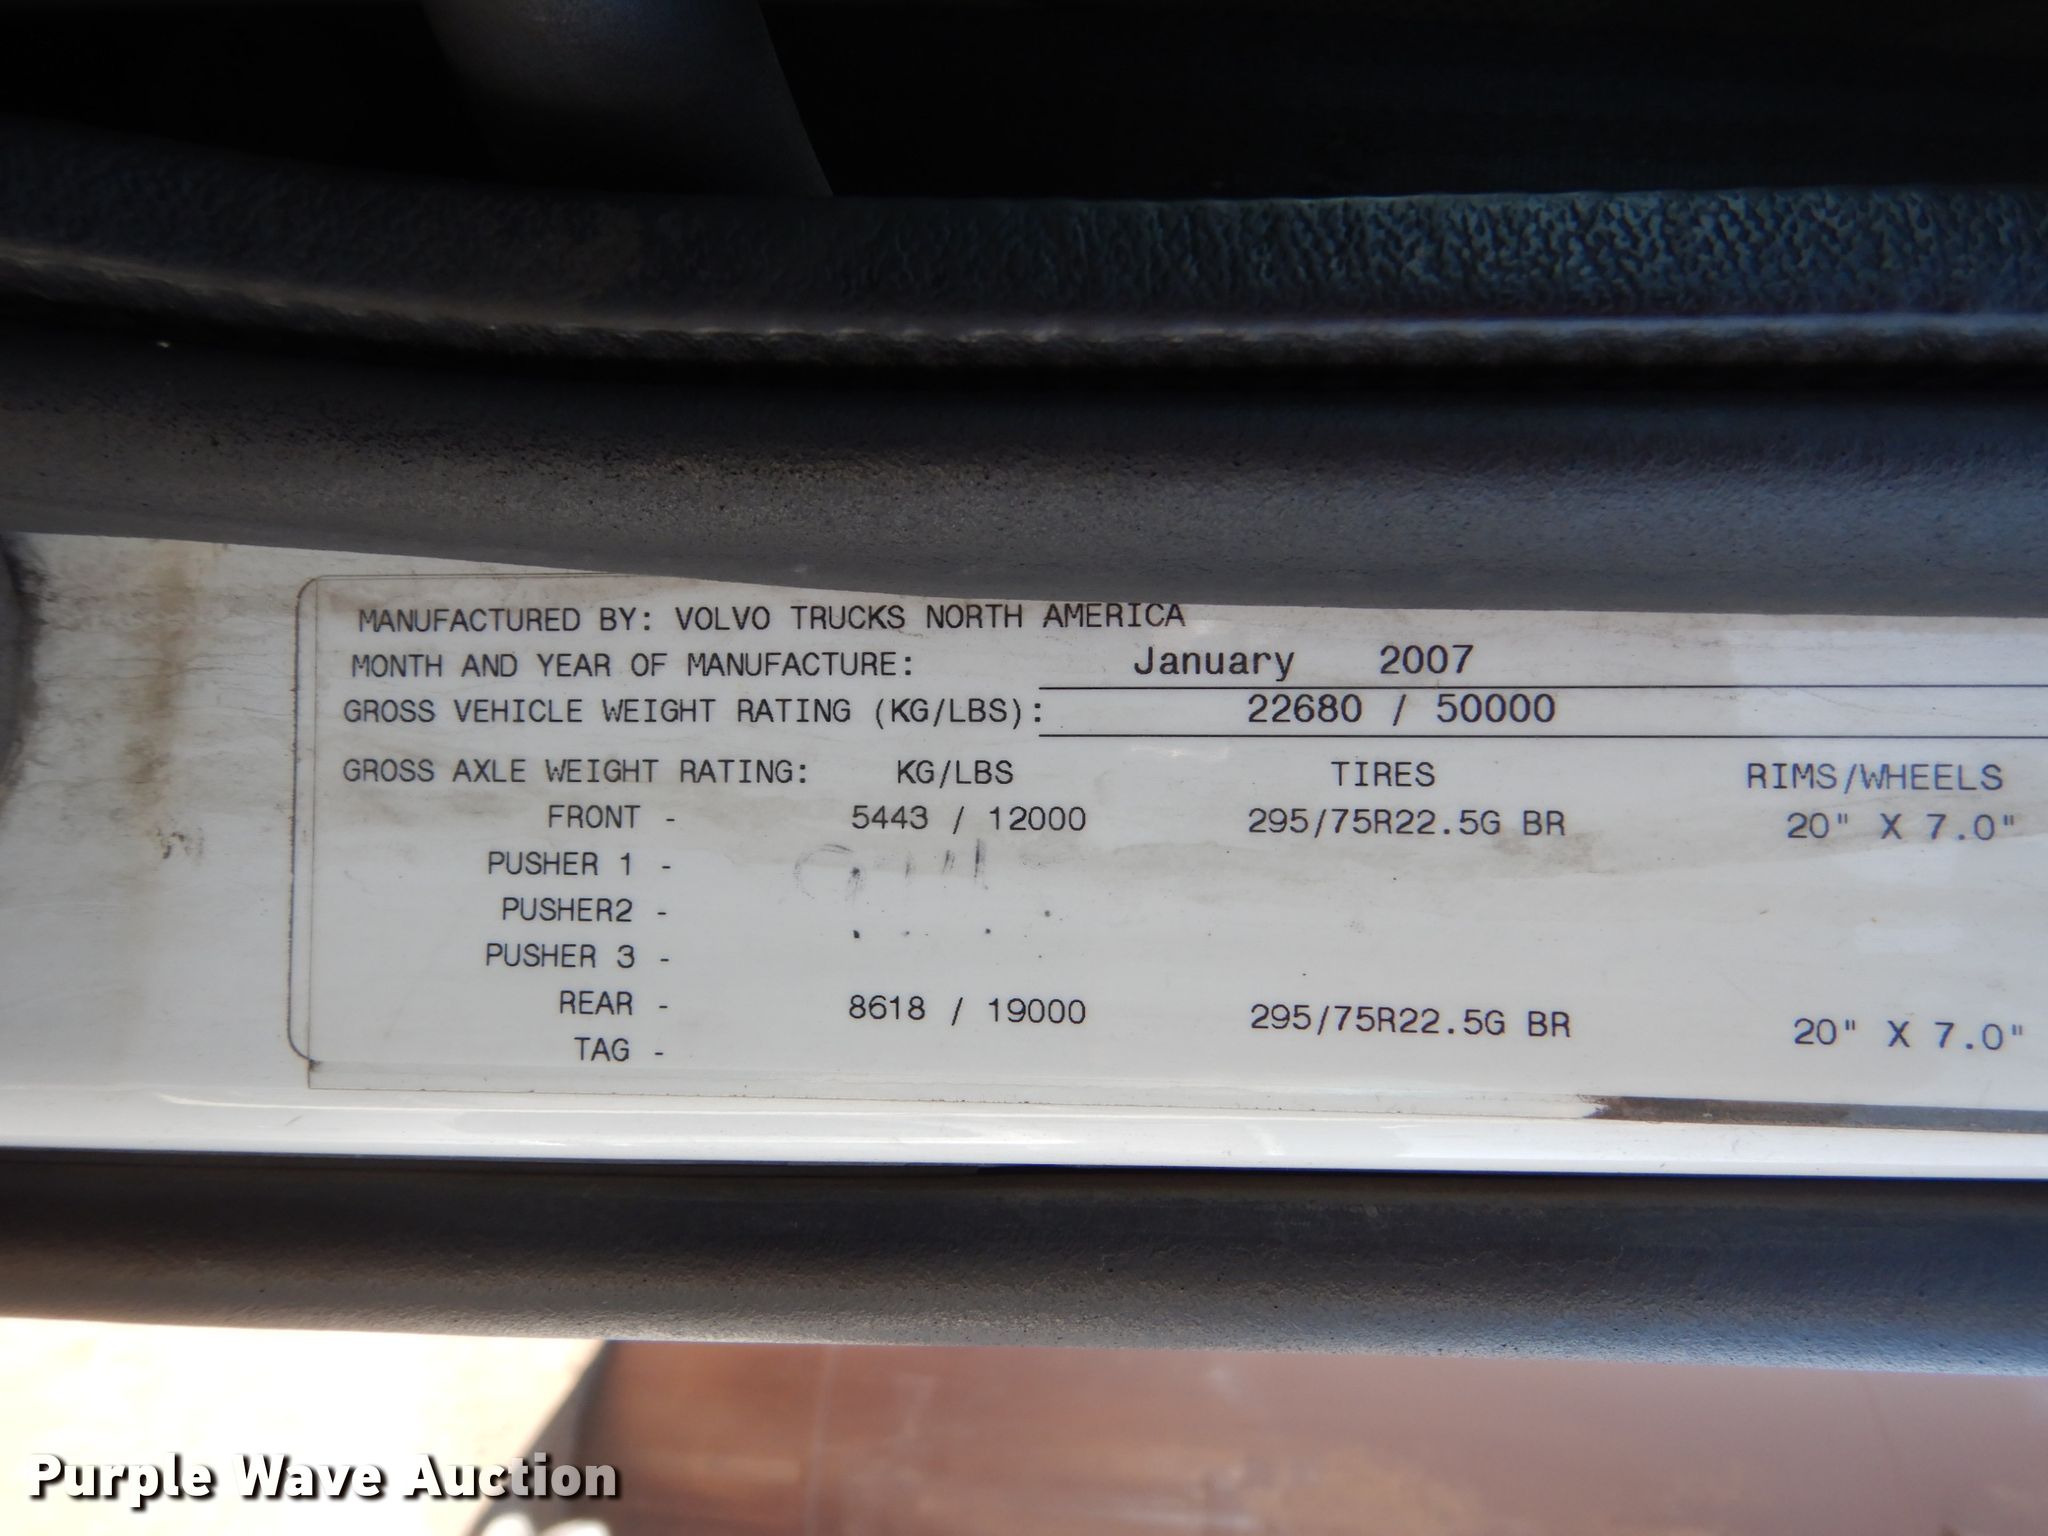 MANUFACTURED BY: VOLVO TRUCKS NORTH AMERICA
MONTH AND YEAR OF MANUFACTURE: January 2007
GROSS VEHICLE WEIGHT RATING (KG/LBS): 22680 / 50000
GROSS AXLE WEIGHT RATING: KG/LBS TIRES RIMS/WHEELS
FRONT - 5443 / 12000 295/75R22.5G BR 20" X 7.0"
PUSHER 1 -
PUSHER2 -
PUSHER 3 -
REAR - 8618 / 19000 295/75R22.5G BR 20" X 7.0"
TAG -
Purple Wave Auction